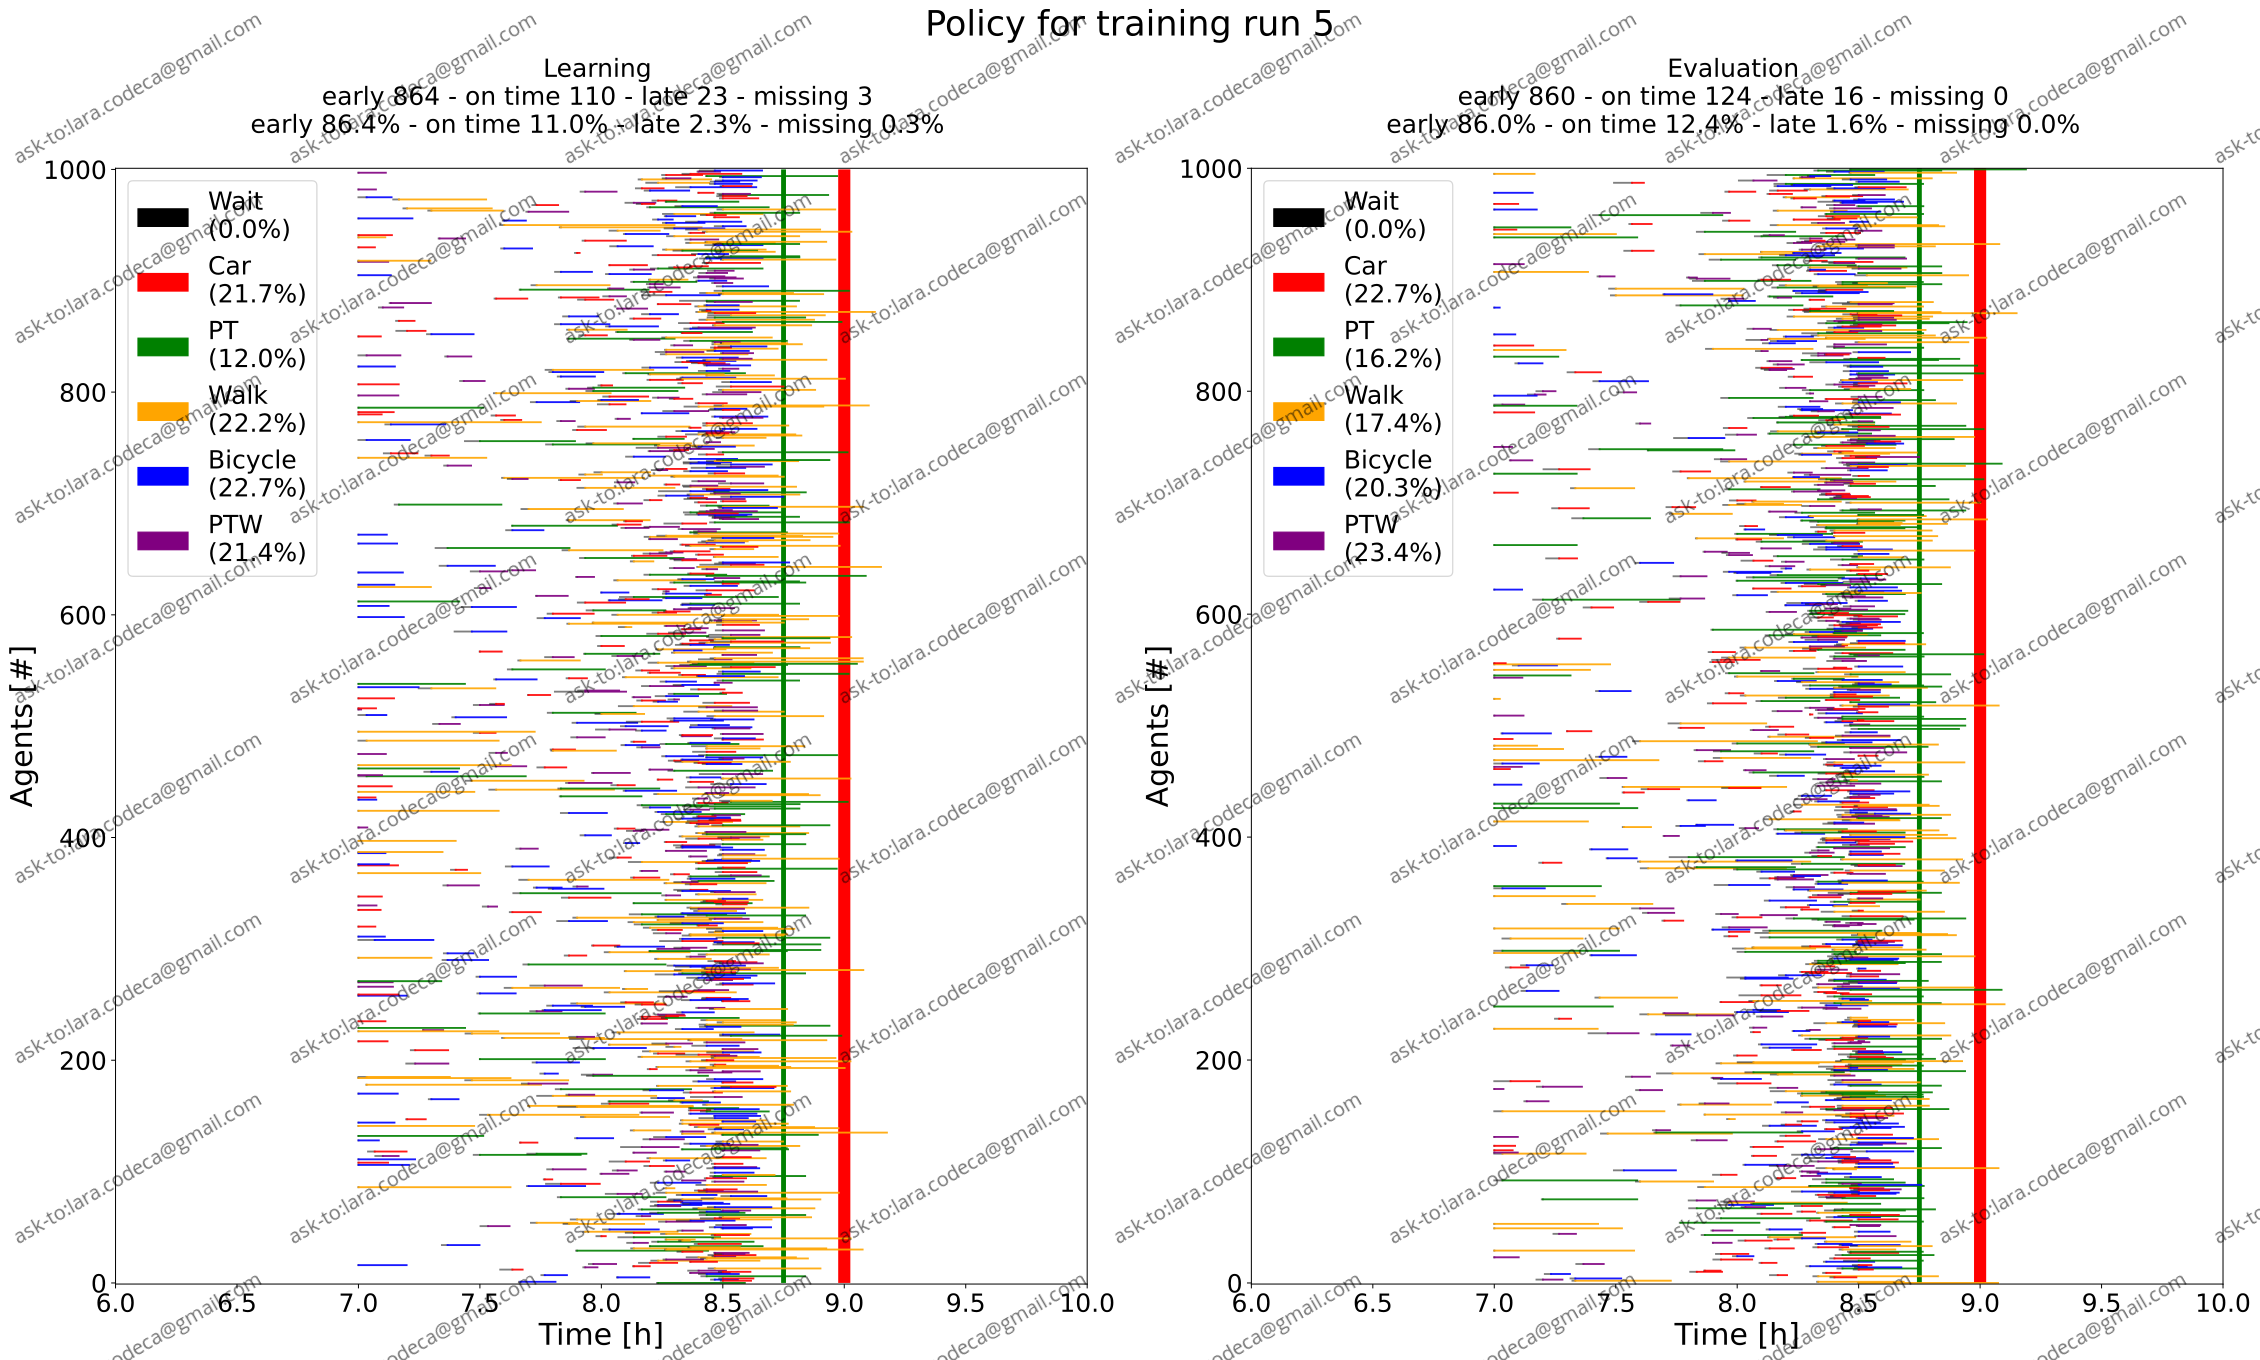 Policy for training run 5
Learning
early 864 - on time 110 - late 23 - missing 3
early 86.4% - on time 11.0% - late 2.3% - missing 0.3%
Agents [#]
1000
800
600
400
200
0
Wait
(0.0%)
Car
(21.7%)
PT
(12.0%)
Walk
(22.2%)
Bicycle
(22.7%)
PTW
(21.4%)
6.0 6.5 7.0 7.5 8.0 8.5 9.0 9.5 10.0
Time [h]
Evaluation
early 860 - on time 124 - late 16 - missing 0
early 86.0% - on time 12.4% - late 1.6% - missing 0.0%
Agents [#]
1000
800
600
400
200
0
Wait
(0.0%)
Car
(22.7%)
PT
(16.2%)
Walk
(17.4%)
Bicycle
(20.3%)
PTW
(23.4%)
6.0 6.5 7.0 7.5 8.0 8.5 9.0 9.5 10.0
Time [h]
ask-to:lara.codeca@gmail.com